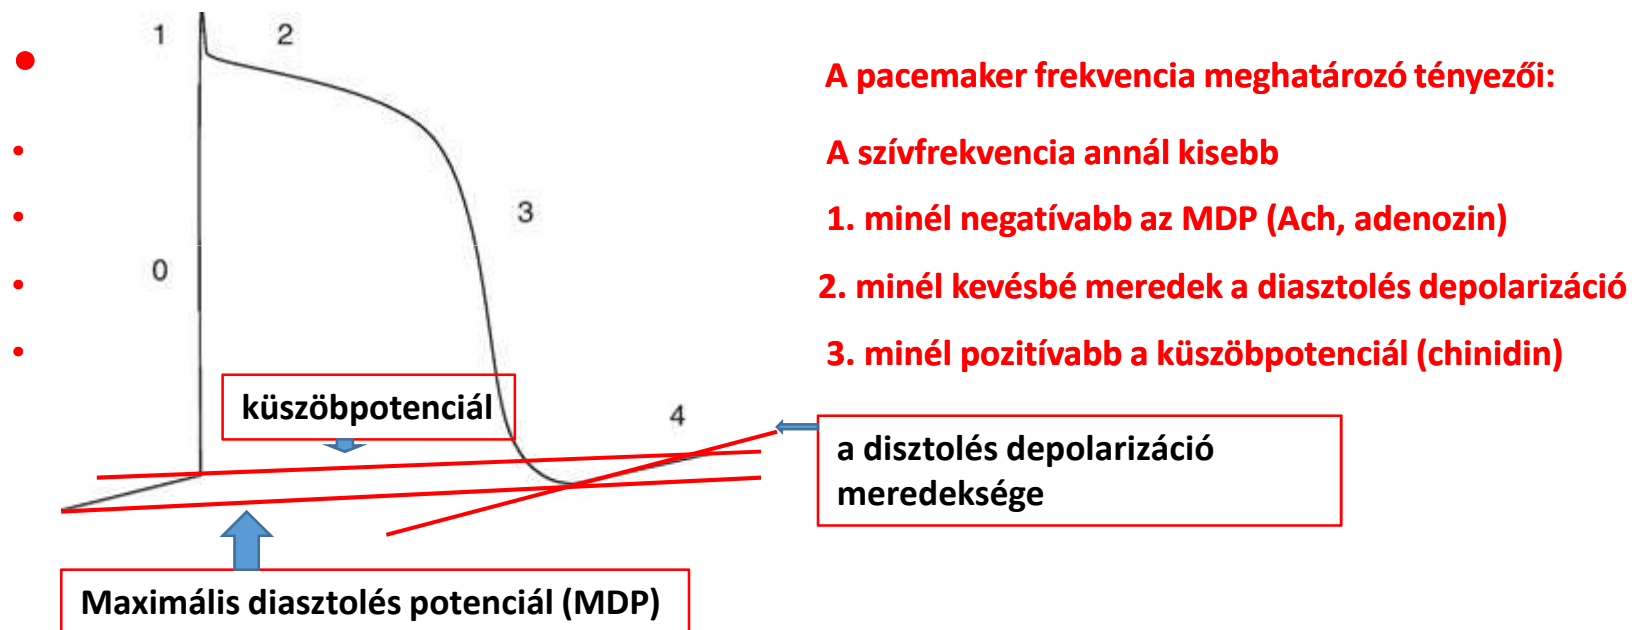 1
2
3
0
4
küszöbpotenciál
Maximális diasztolés potenciál (MDP)
A pacemaker frekvencia meghatározó tényezői:
A szívfrekvencia annál kisebb
1. minél negatívabb az MDP (Ach, adenozin)
2. minél kevésbé meredek a diasztolés depolarizáció
3. minél pozitívabb a küszöbpotenciál (chinidin)
a disztolés depolarizáció
meredeksége